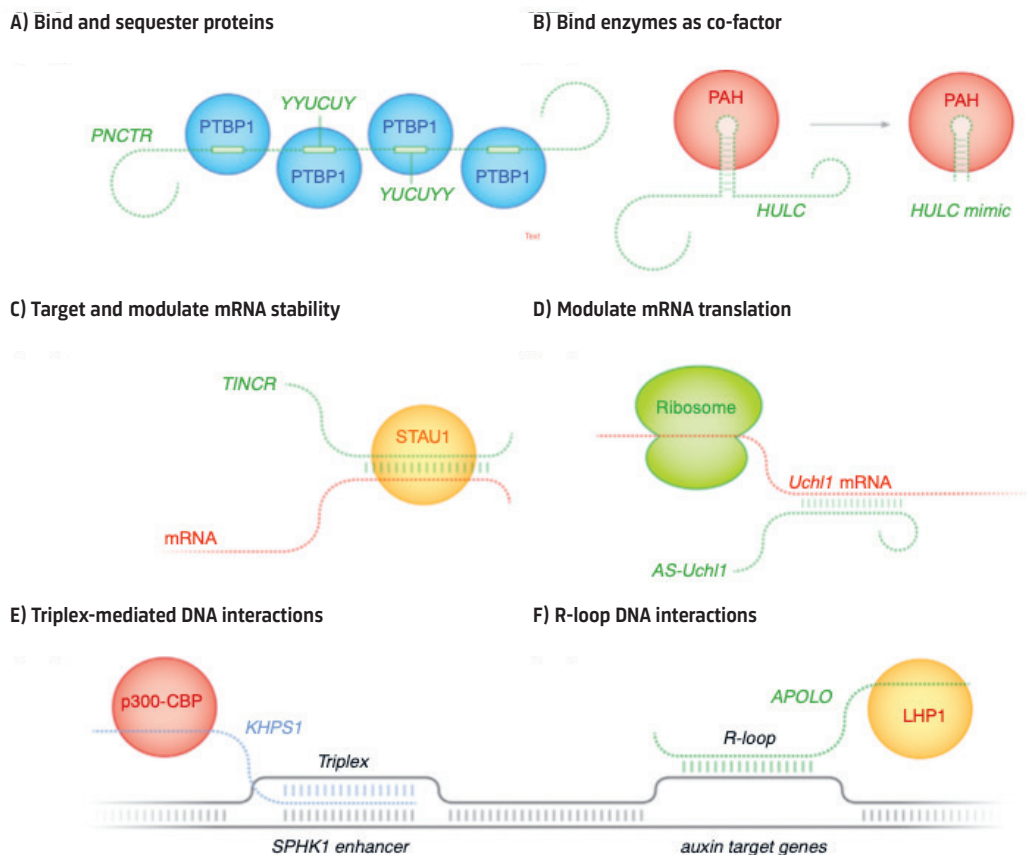 A) Bind and sequester proteins
B) Bind enzymes as co-factor
PNCTR
PTBP1
YYUCUY
PTBP1
PTBP1
YUCUYY
PTBP1
Text
PAH
HULC
PAH
HULC mimic
C) Target and modulate mRNA stability
D) Modulate mRNA translation
TINCR
STAU1
mRNA
Ribosome
Uchl1 mRNA
AS-Uchl1
E) Triplex-mediated DNA interactions
F) R-loop DNA interactions
p300-CBP
KHPS1
Triplex
SPHK1 enhancer
APOLO
LHP1
R-loop
auxin target genes